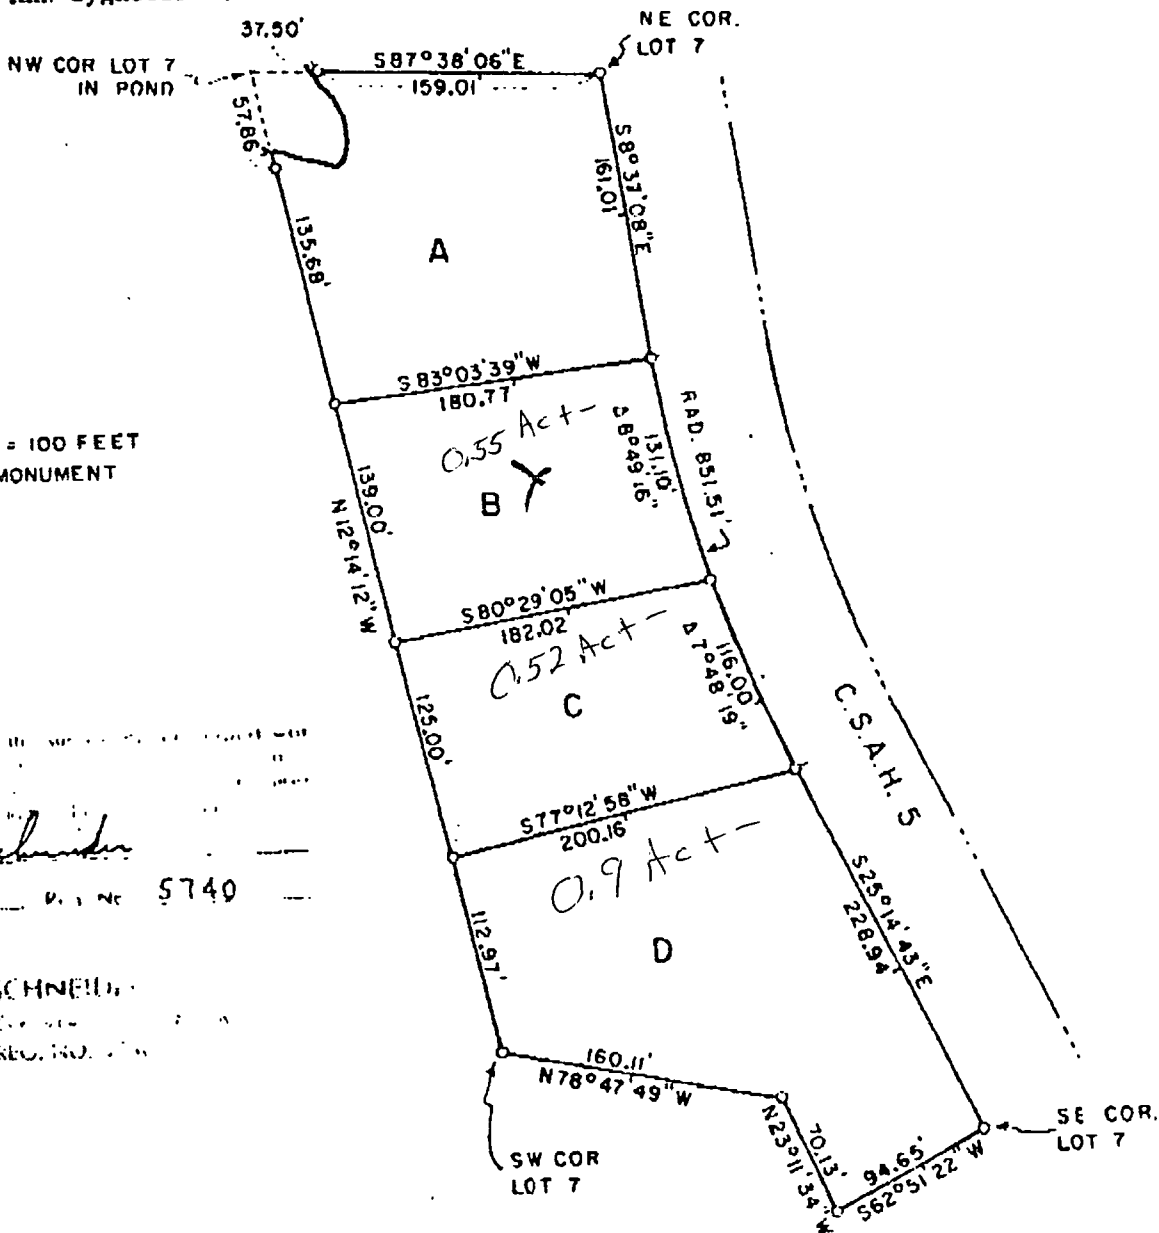 37.50'
NE COR.
LOT 7
NW COR LOT 7
IN POND
S87°38'06"E
159.01'
57.86'
S8°37'08"E
161.01'
135.68'
A
S83°03'39"W
180.77'
= 100 FEET
MONUMENT
0.55 Act-
B
RAD. 851.51'
131.10'
Δ8°49'16"
139.00'
N12°14'12"W
S80°29'05"W
182.02'
0.52 Act-
C
116.00'
Δ7°48'19"
125.00'
C.S.A.H. 5
S77°12'58"W
200.16'
0.9 Act-
D
5740
S25°14'43"E
228.94'
112.97'
160.11'
N78°47'49"W
70.13'
N23°11'34"W
94.65'
S62°51'22"W
SE COR.
LOT 7
SW COR
LOT 7